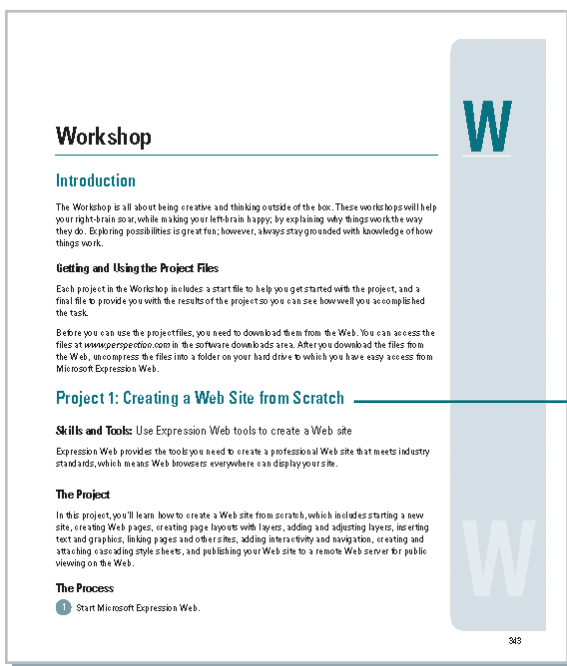 W
Workshop
Introduction
The Workshop is all about being creative and thinking outside of the box. These workshops will help
your right-brain soar, while making your left-brain happy; by explaining why things work the way
they do. Exploring possibilities is great fun; however, always stay grounded with knowledge of how
things work.
Getting and Using the Project Files
Each project in the Workshop includes a start file to help you get started with the project, and a
final file to provide you with the results of the project so you can see how well you accomplished
the task.
Before you can use the project files, you need to download them from the Web. You can access the
files at www.perspection.com in the software downloads area. After you download the files from
the Web, uncompress the files into a folder on your hard drive to which you have easy access from
Microsoft Expression Web.
Project 1: Creating a Web Site from Scratch
Skills and Tools: Use Expression Web tools to create a Web site
Expression Web provides the tools you need to create a professional Web site that meets industry
standards, which means Web browsers everywhere can display your site.
The Project
In this project, you'll learn how to create a Web site from scratch, which includes starting a new
site, creating Web pages, creating page layouts with layers, adding and adjusting layers, inserting
text and graphics, linking pages and other sites, adding interactivity and navigation, creating and
attaching cascading style sheets, and publishing your Web site to a remote Web server for public
viewing on the Web.
W
The Process
1 Start Microsoft Expression Web.
343